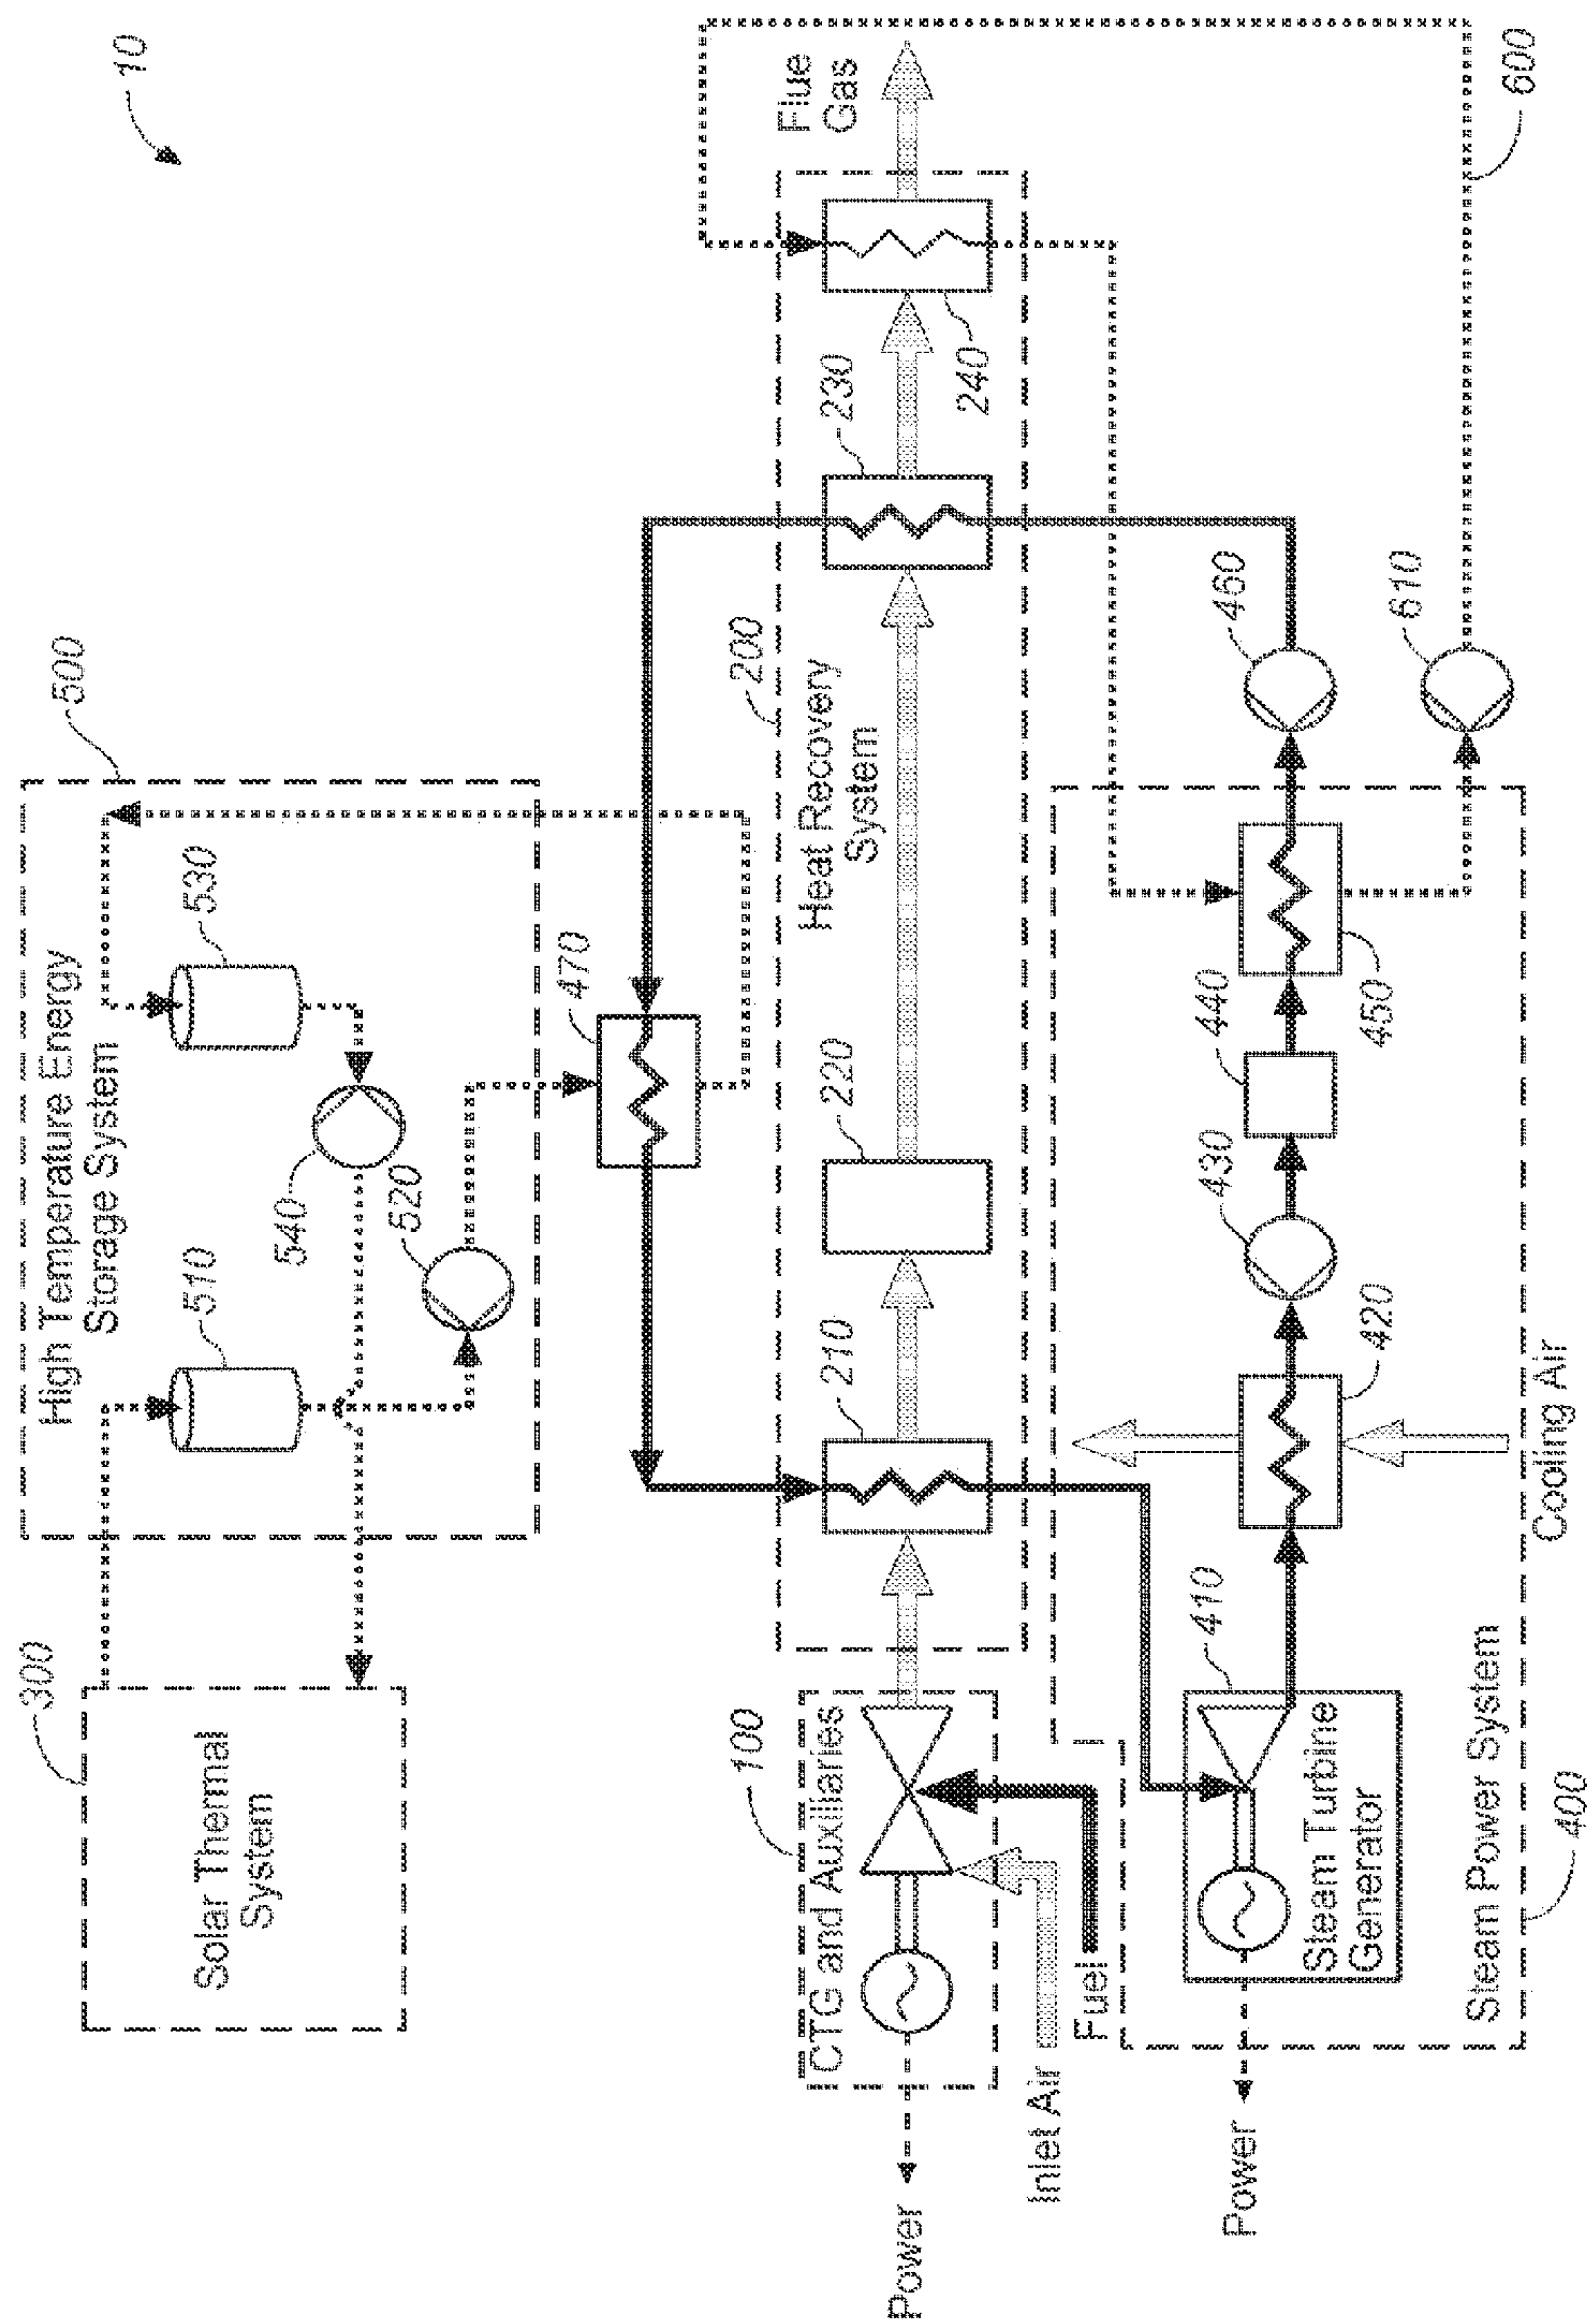 10
500
High Temperature Energy
Storage System
530
510
540
520
300
Solar Thermal
System
470
200
Heat Recovery
System
Flue
Gas
230
240
220
210
100
CTG and Auxiliaries
Power
Inlet Air
Fuel
460
610
600
440
450
430
420
410
Cooling Air
Steam Turbine
Generator
Steam Power System
400
Power